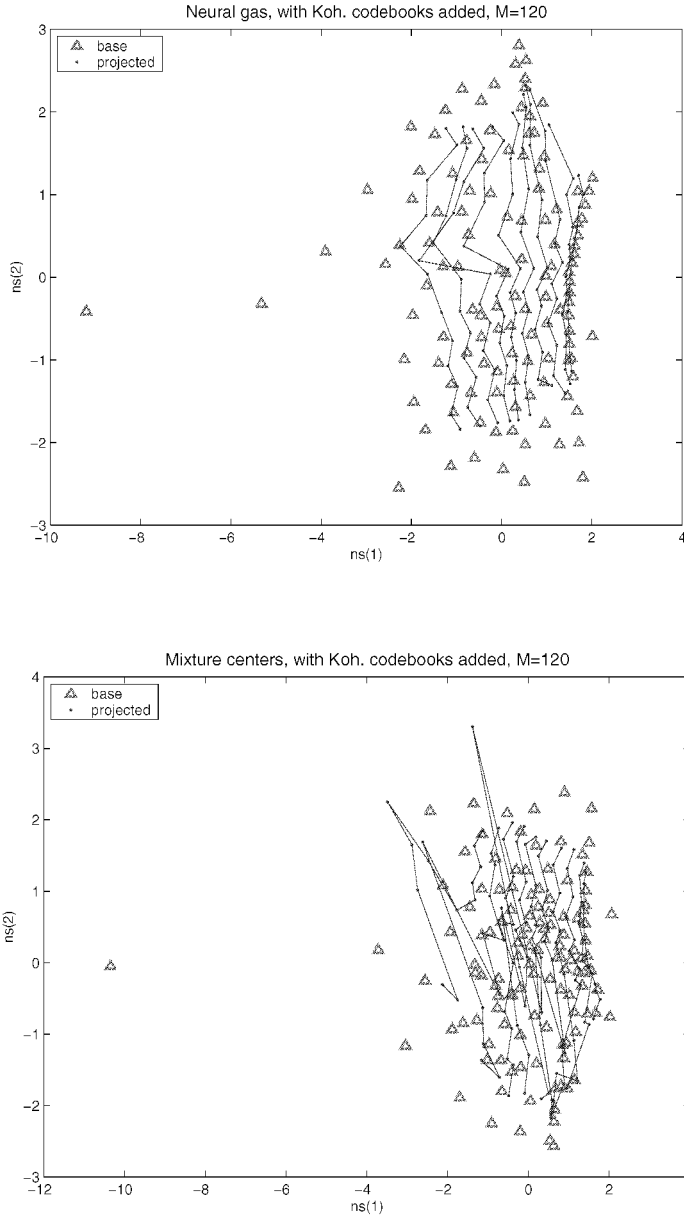 Neural gas, with Koh. codebooks added, M=120
3
base
projected
2
1
ns(2)
0
−1
−2
−3
−10 −8 −6 −4 −2 0 2 4
ns(1)
Mixture centers, with Koh. codebooks added, M=120
4
base
projected
3
2
1
ns(2)
0
−1
−2
−3
−12 −10 −8 −6 −4 −2 0 2 4
ns(1)